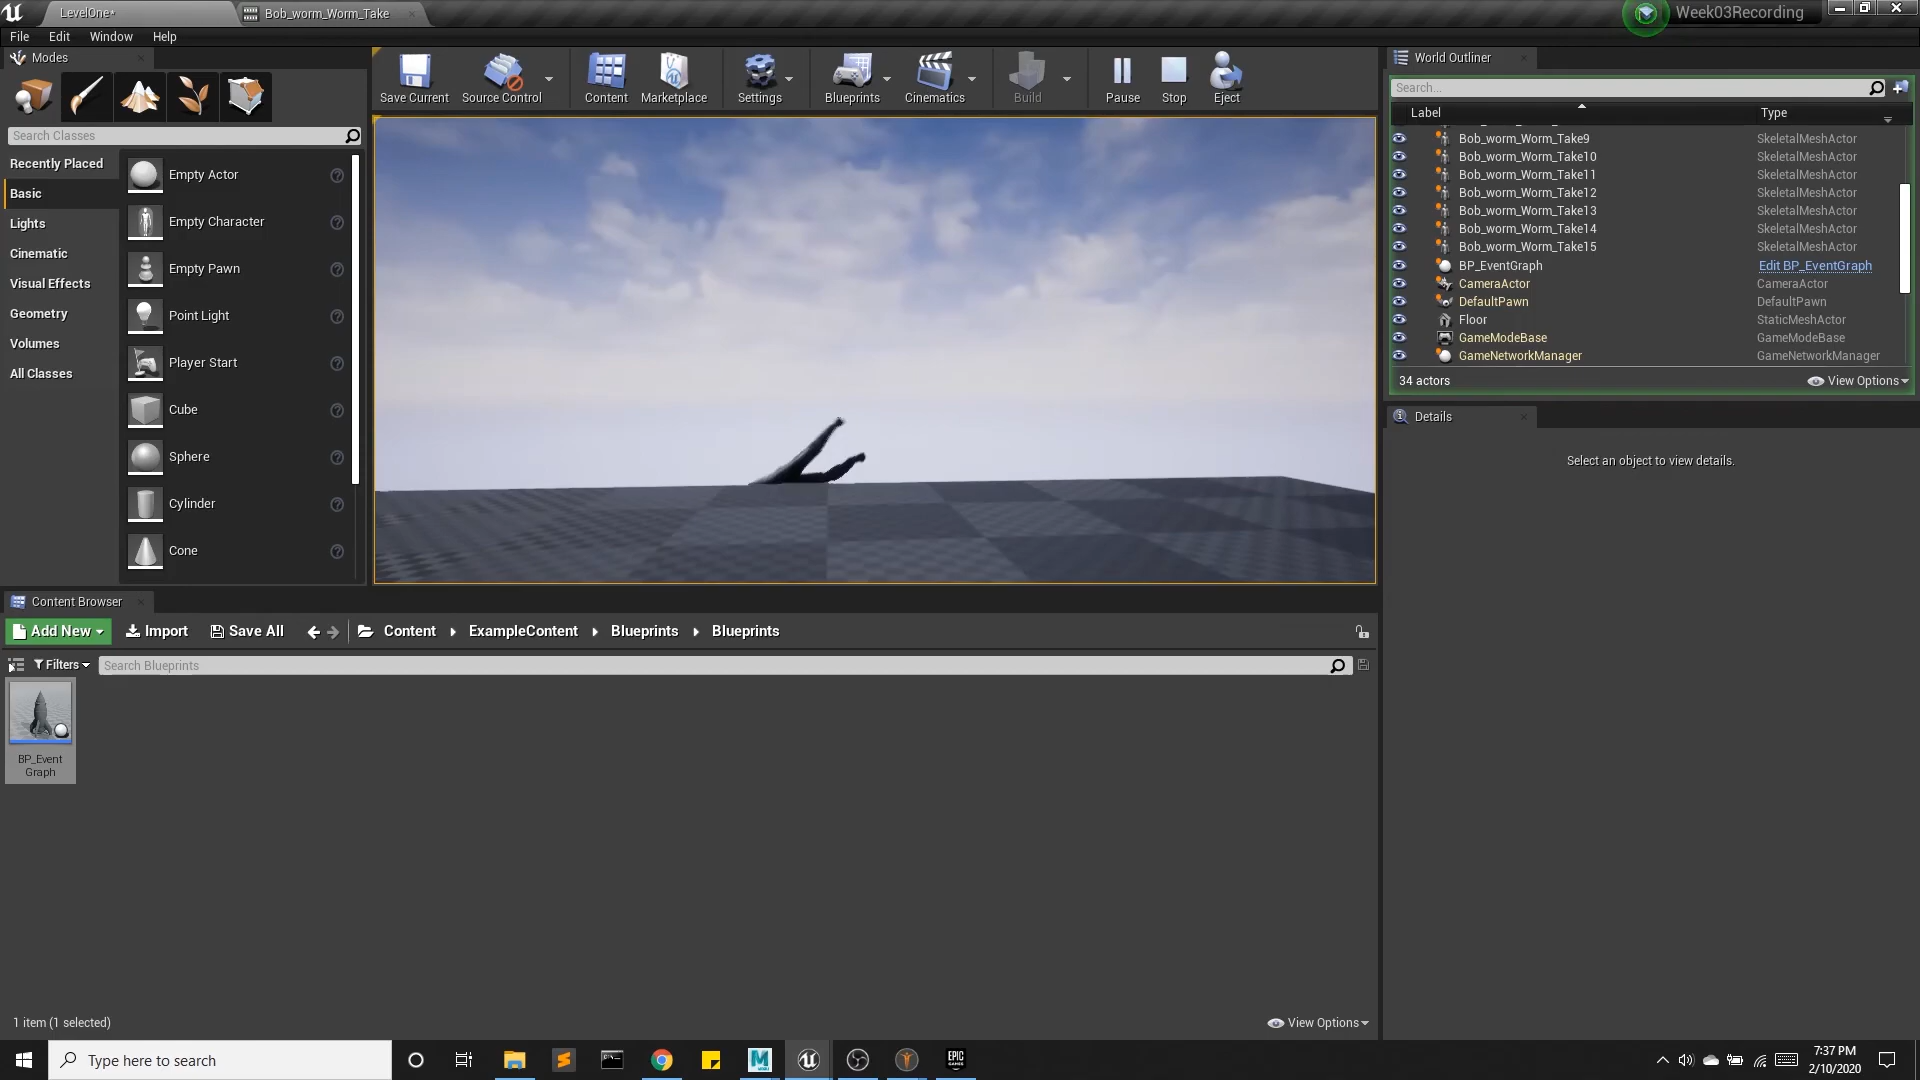 LevelOne*
Bob_worm_Worm_Take
Week03Recording
File Edit Window Help
Modes
Search Classes
Recently Placed
Basic
Lights
Cinematic
Visual Effects
Geometry
Volumes
All Classes
Empty Actor
Empty Character
Empty Pawn
Point Light
Player Start
Cube
Sphere
Cylinder
Cone
Save Current
Source Control
Content
Marketplace
Settings
Blueprints
Cinematics
Build
Pause
Stop
Eject
World Outliner
Search...
Label Type
Bob_worm_Worm_Take9 SkeletalMeshActor
Bob_worm_Worm_Take10 SkeletalMeshActor
Bob_worm_Worm_Take11 SkeletalMeshActor
Bob_worm_Worm_Take12 SkeletalMeshActor
Bob_worm_Worm_Take13 SkeletalMeshActor
Bob_worm_Worm_Take14 SkeletalMeshActor
Bob_worm_Worm_Take15 SkeletalMeshActor
BP_EventGraph Edit BP_EventGraph
CameraActor CameraActor
DefaultPawn DefaultPawn
Floor StaticMeshActor
GameModeBase GameModeBase
GameNetworkManager GameNetworkManager
34 actors View Options
Details
Select an object to view details.
Content Browser
Add New Import Save All Content ExampleContent Blueprints Blueprints
Filters Search Blueprints
BP_Event
Graph
1 item (1 selected) View Options
Type here to search
EPIC
GAMES
7:37 PM
2/10/2020